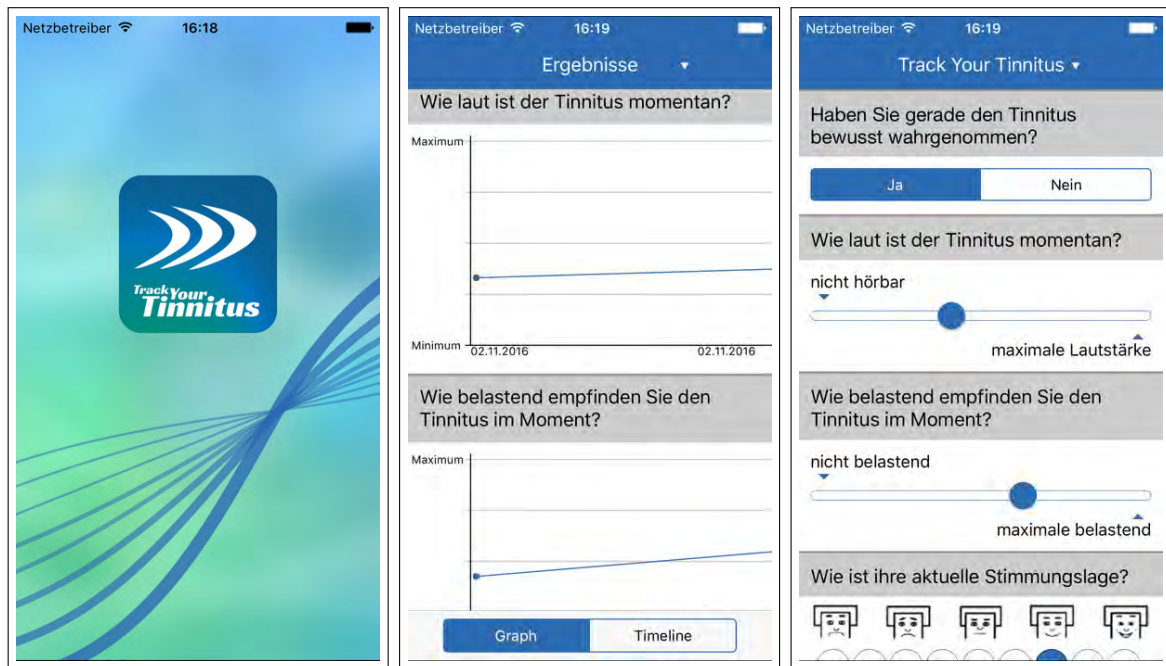 Netzbetreiber 16:18
Track Your
Tinnitus
Netzbetreiber 16:19
Ergebnisse
Wie laut ist der Tinnitus momentan?
Maximum
Minimum
02.11.2016 02.11.2016
Wie belastend empfinden Sie den
Tinnitus im Moment?
Maximum
Graph Timeline
Netzbetreiber 16:19
Track Your Tinnitus
Haben Sie gerade den Tinnitus
bewusst wahrgenommen?
Ja Nein
Wie laut ist der Tinnitus momentan?
nicht hörbar
maximale Lautstärke
Wie belastend empfinden Sie den
Tinnitus im Moment?
nicht belastend
maximale belastend
Wie ist ihre aktuelle Stimmungslage?